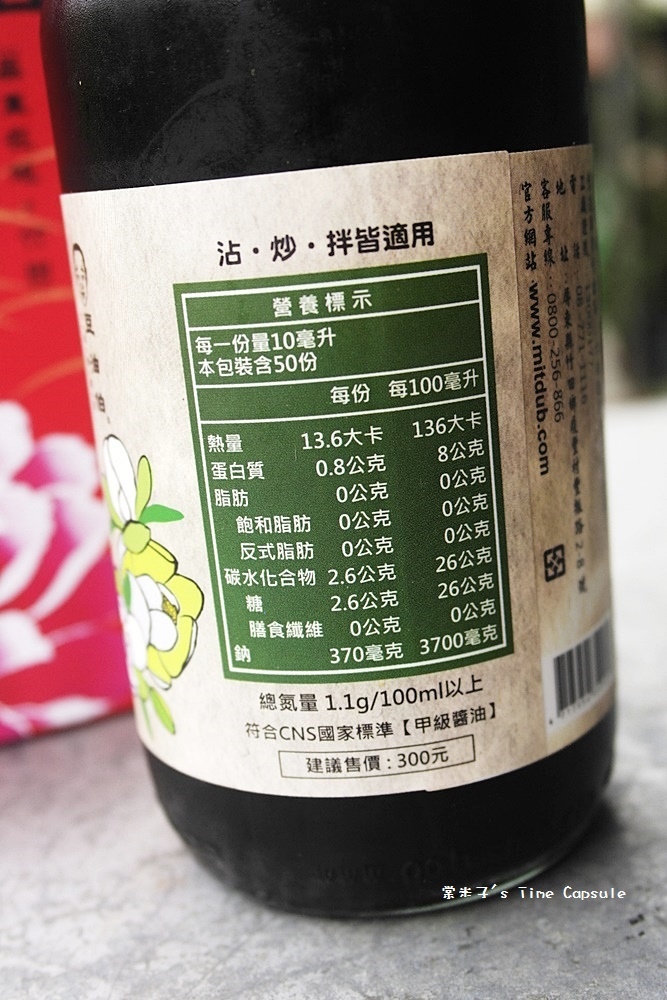 沾・炒・拌皆適用
營養標示
每一份量10毫升
本包裝含50份
每份 每100毫升
熱量 13.6大卡 136大卡
蛋白質 0.8公克 8公克
脂肪 0公克 0公克
飽和脂肪 0公克 0公克
反式脂肪 0公克 0公克
碳水化合物 2.6公克 26公克
糖 2.6公克 26公克
膳食纖維 0公克 0公克
鈉 370毫克 3700毫克
總氮量 1.1g/100ml以上
符合CNS國家標準【甲級醬油】
建議售價:300元
地址:屏東縣竹田鄉
客服專線:0800-256-866
官方網站:www.mitdub.com
's Time Capsule